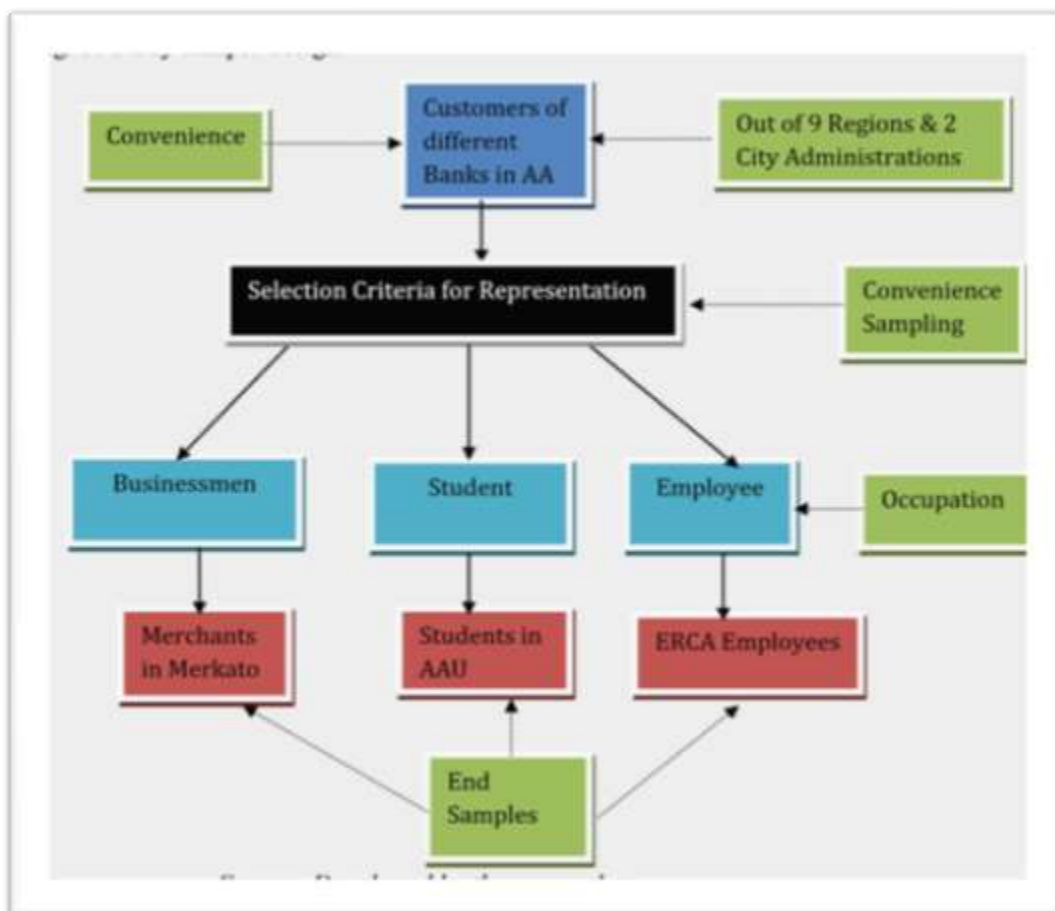 Convenience
Customers of
different
Banks in AA
Out of 9 Regions & 2
City Administrations
Selection Criteria for Representation
Convenience
Sampling
Businessmen
Student
Employee
Occupation
Merchants
in Merkato
Students in
AAU
ERCA Employees
End
Samples